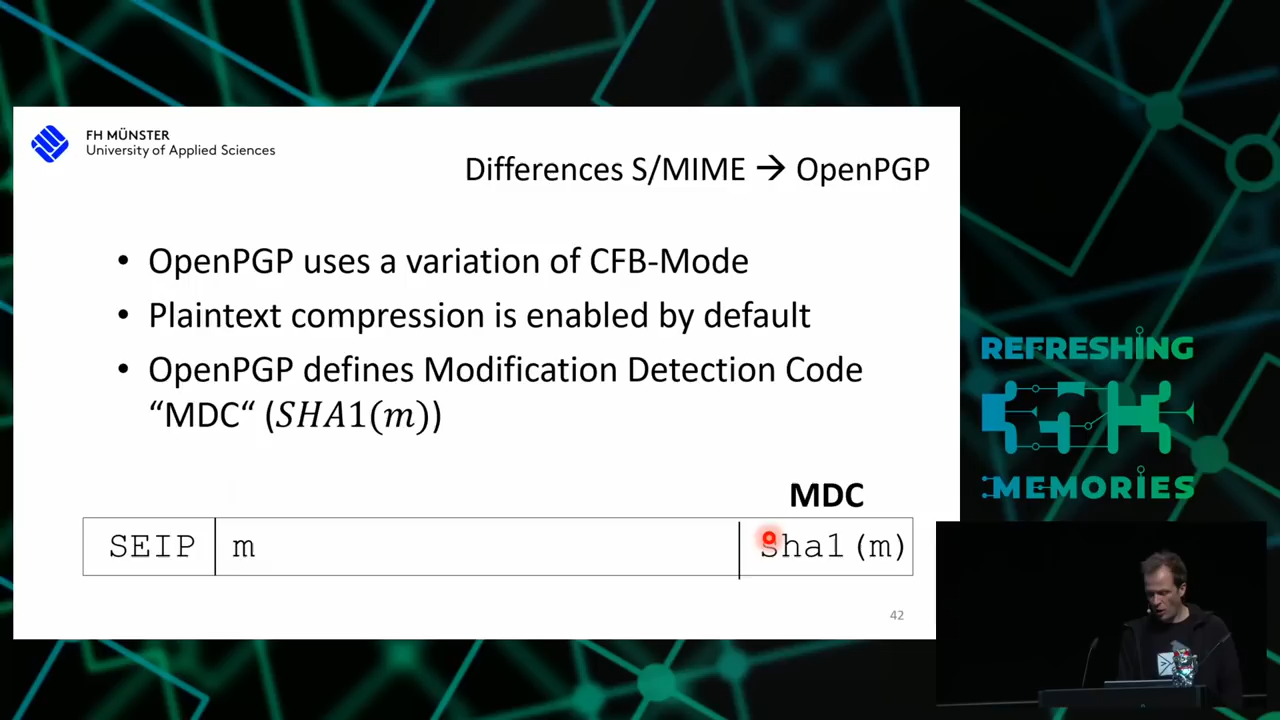 FH MÜNSTER
University of Applied Sciences
Differences S/MIME → OpenPGP
• OpenPGP uses a variation of CFB-Mode
• Plaintext compression is enabled by default
• OpenPGP defines Modification Detection Code
“MDC“ (SHA1(m))
MDC
SEIP m sha1(m)
42
REFRESHING
MEMORIES